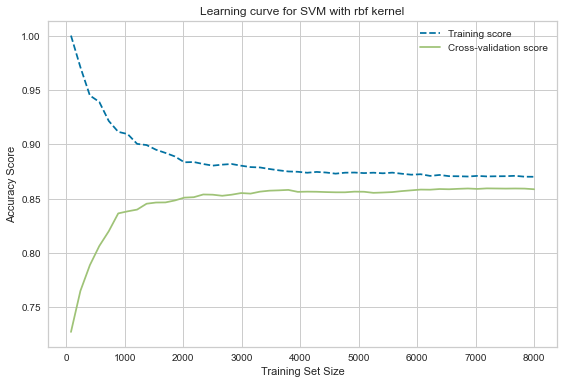 Learning curve for SVM with rbf kernel
Training score
Cross-validation score
1.00
0.95
0.90
0.85
0.80
0.75
Accuracy Score
0 1000 2000 3000 4000 5000 6000 7000 8000
Training Set Size